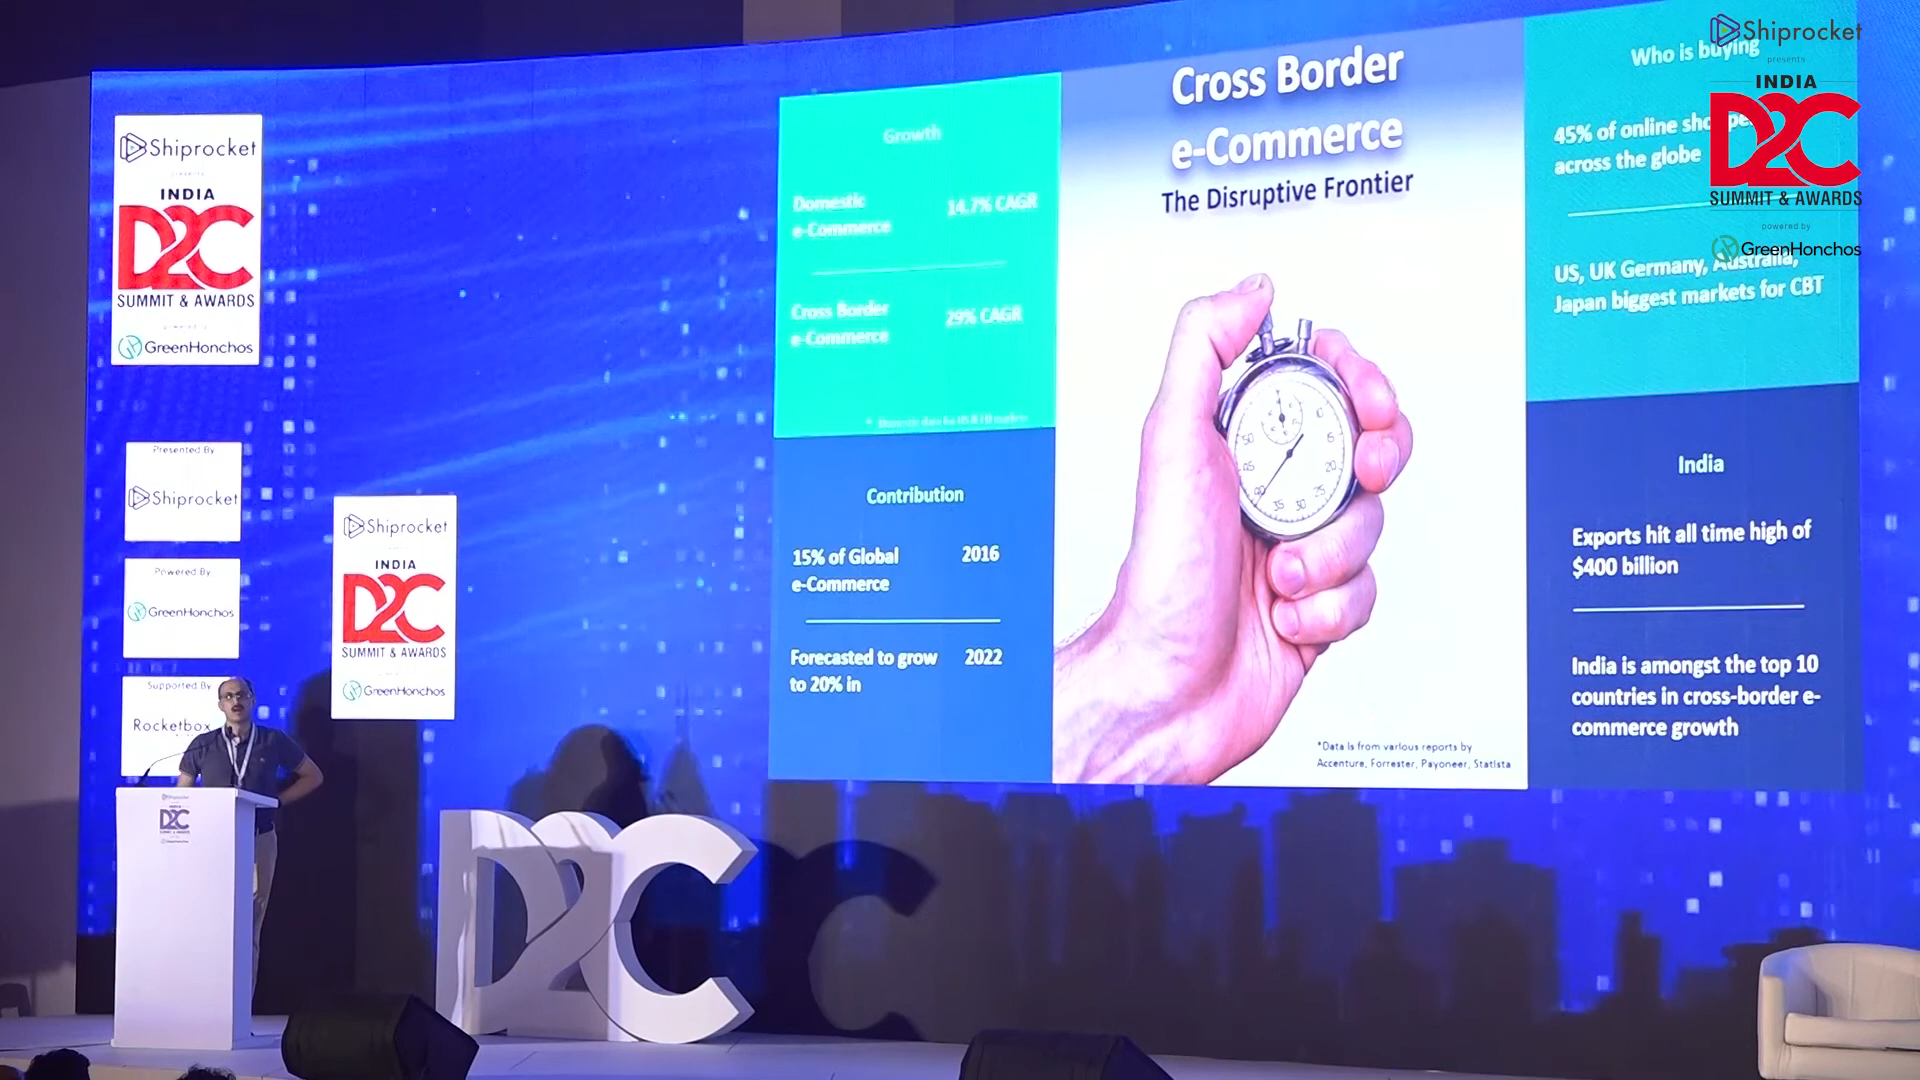 Shiprocket
presents
INDIA
D2C
SUMMIT & AWARDS
GreenHonchos
Presented By
Shiprocket
Powered By
GreenHonchos
Supported By
Rocketbox
Shiprocket
INDIA
D2C
SUMMIT & AWARDS
GreenHonchos
D2C
D2C
Growth
Domestic 14.7% CAGR
e-Commerce
Cross Border 29% CAGR
e-Commerce
Contribution
15% of Global 2016
e-Commerce
Forecasted to grow 2022
to 20% in
Cross Border
e-Commerce
The Disruptive Frontier
*Data is from various reports by
Accenture, Forrester, Payoneer, Statista
Who is buying
45% of online
across the globe
US, UK Germany, Australia,
Japan biggest markets for CBT
India
Exports hit all time high of
$400 billion
India is amongst the top 10
countries in cross-border e-
commerce growth
Shiprocket
presents
INDIA
D2C
SUMMIT & AWARDS
powered by
GreenHonchos